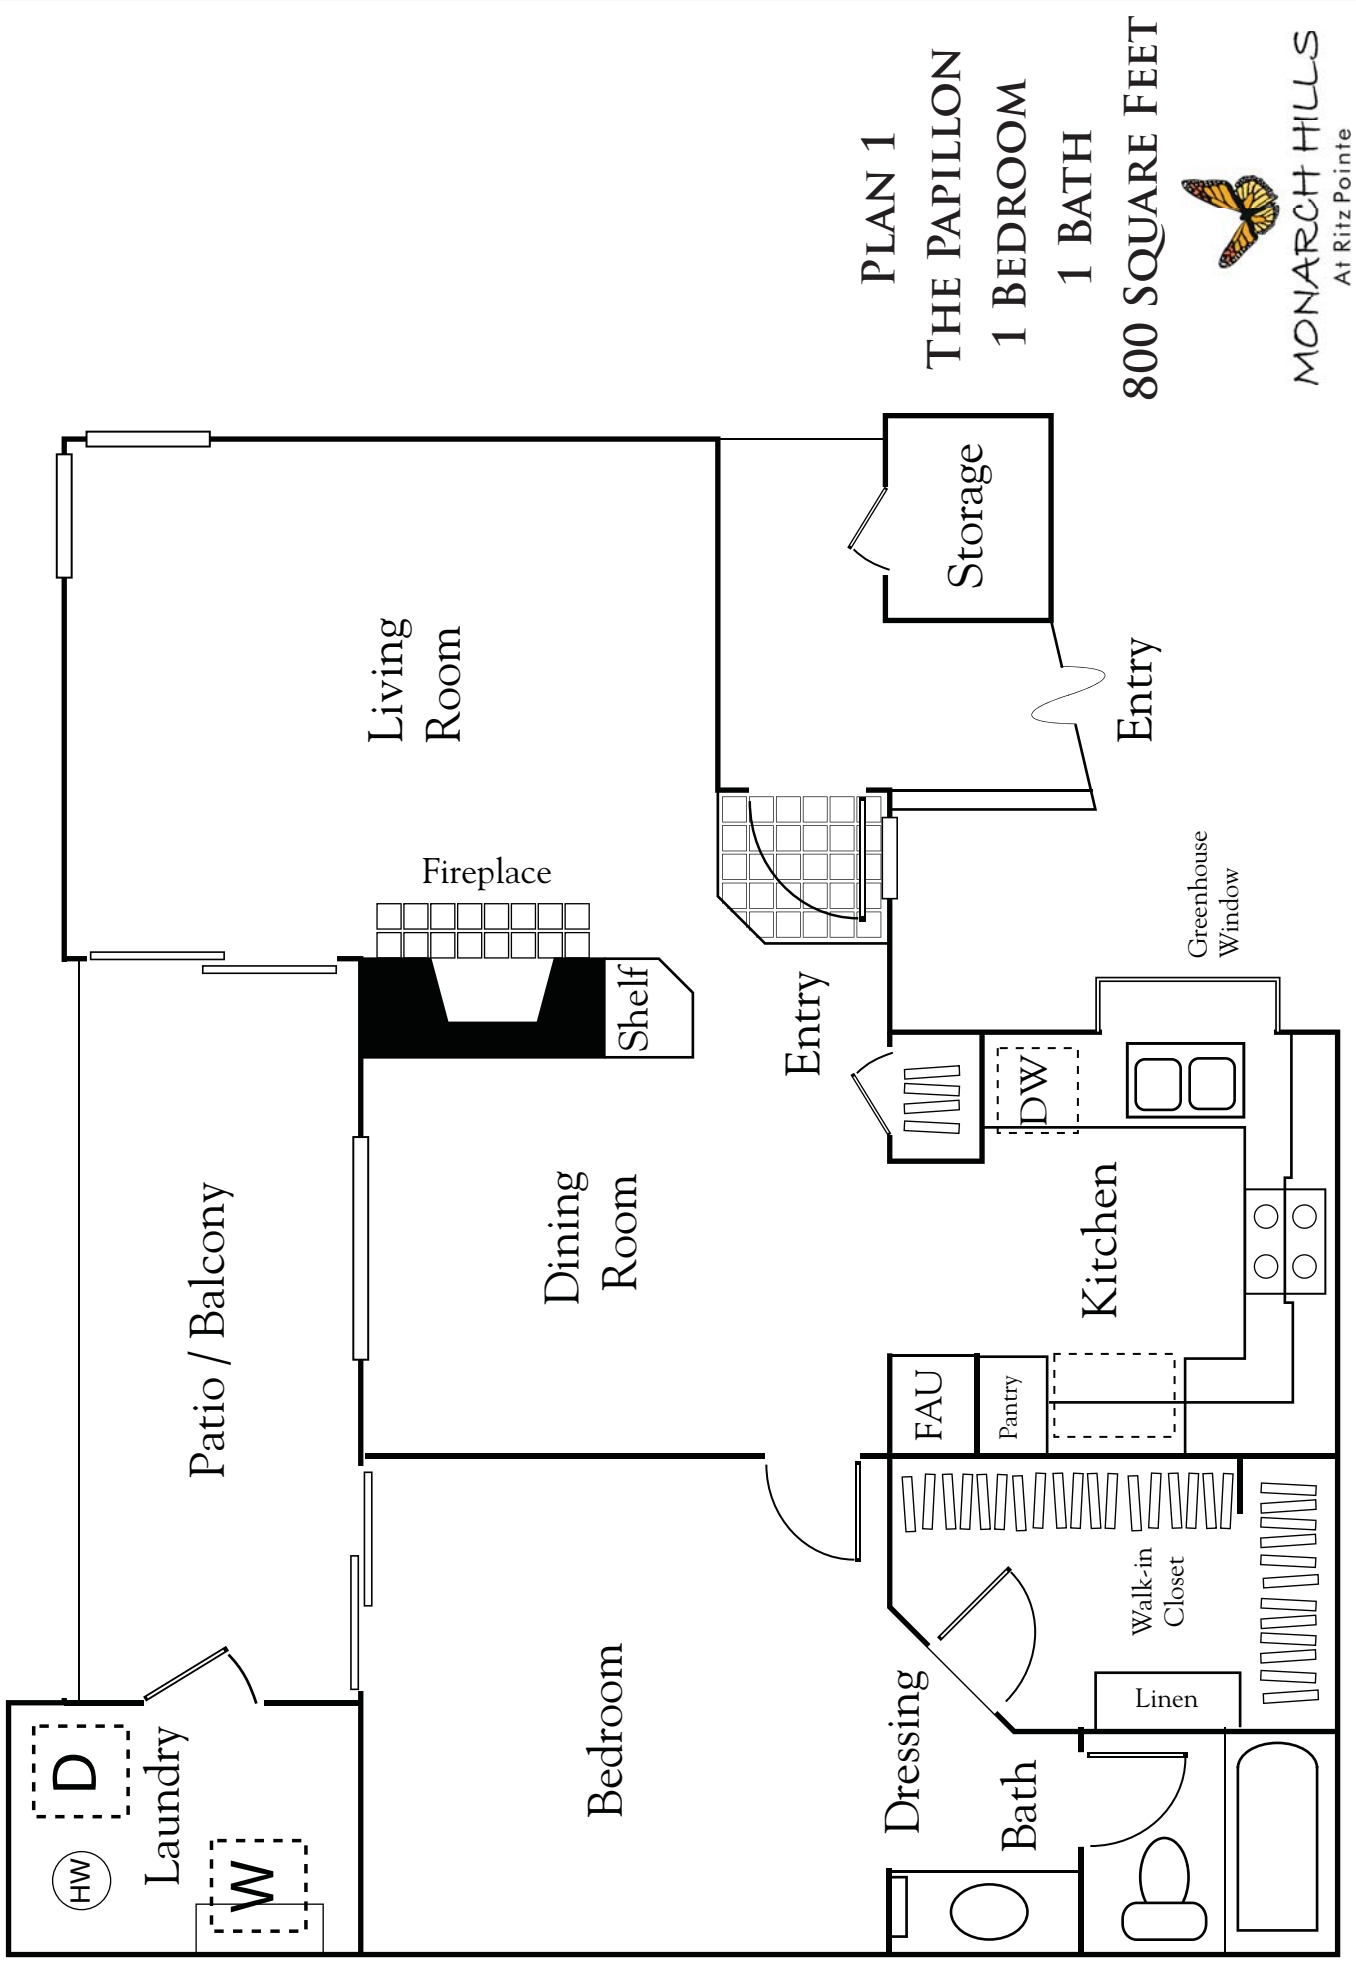 PLAN 1
THE PAPILLON
1 BEDROOM
1 BATH
800 SQUARE FEET
MONARCH HILLS
At Ritz Pointe
Living
Room
Fireplace
Shelf
Storage
Entry
Entry
Greenhouse
Window
Patio / Balcony
Dining
Room
DW
Kitchen
FAU
Pantry
Walk-in
Closet
Linen
Bedroom
Dressing
Bath
Laundry
D
HW
W